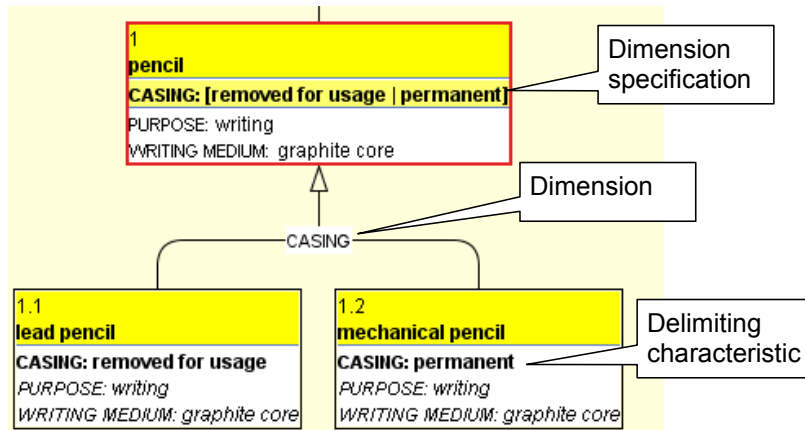 1
pencil
CASING: [removed for usage | permanent]
PURPOSE: writing
WRITING MEDIUM: graphite core
Dimension
specification
Dimension
CASING
1.1
lead pencil
CASING: removed for usage
PURPOSE: writing
WRITING MEDIUM: graphite core
1.2
mechanical pencil
CASING: permanent
PURPOSE: writing
WRITING MEDIUM: graphite core
Delimiting
characteristic